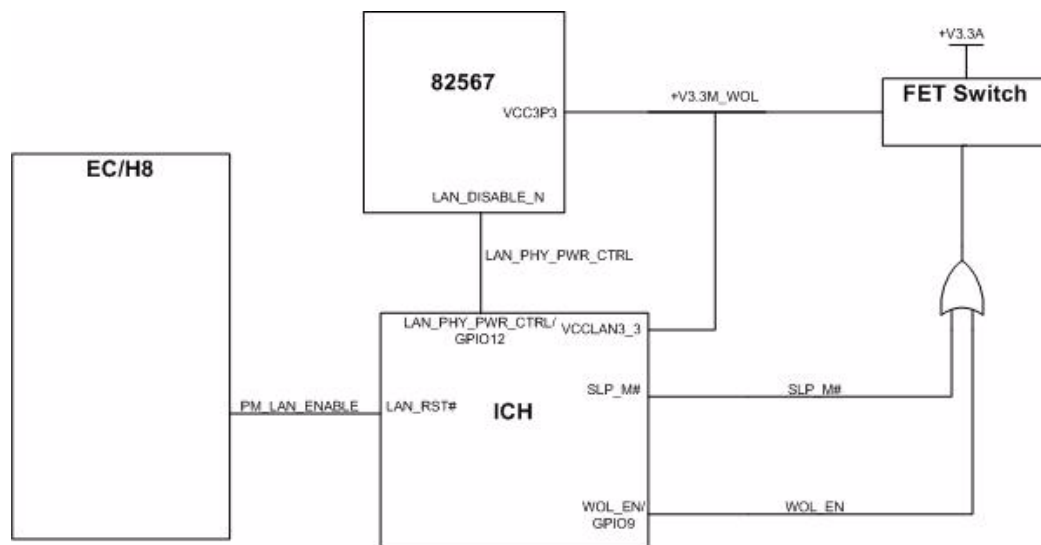 +V3.3A
82567
+V3.3M_WOL
FET Switch
VCC3P3
EC/H8
LAN_DISABLE_N
LAN_PHY_PWR_CTRL
LAN_PHY_PWR_CTRL/
GPIO12
VCCLAN3_3
SLP_M#
SLP_M#
PM_LAN_ENABLE
LAN_RST#
ICH
WOL_EN/
GPIO9
WOL_EN